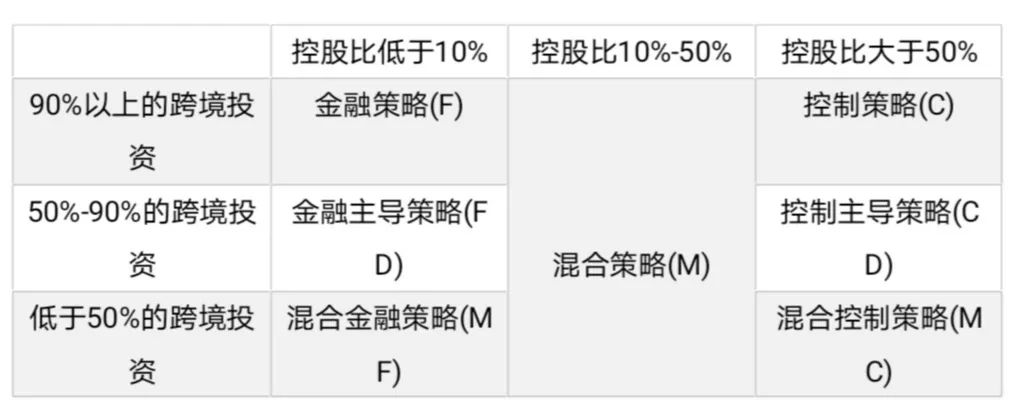 控股比低于10% 控股比10%-50% 控股比大于50%
90%以上的跨境投 金融策略(F) 控制策略(C)
资
50%-90%的跨境投 金融主导策略(F 控制主导策略(C
资 D) 混合策略(M) D)
低于50%的跨境投 混合金融策略(M 混合控制策略(M
资 F) C)